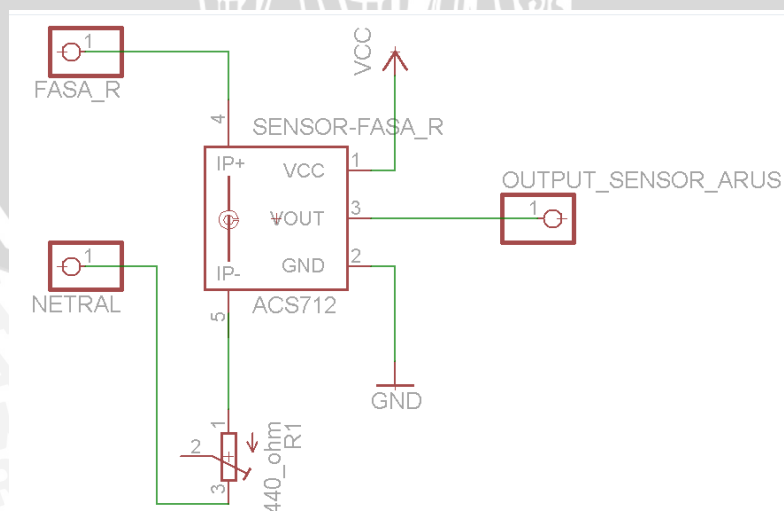 1
FASA_R
VCC
4
SENSOR-FASA_R
IP+
VCC
1
OUTPUT_SENSOR_ARUS
VOUT
3
1
1
NETRAL
IP-
GND
2
5
ACS712
GND
1
2
3
440_ohm
R1